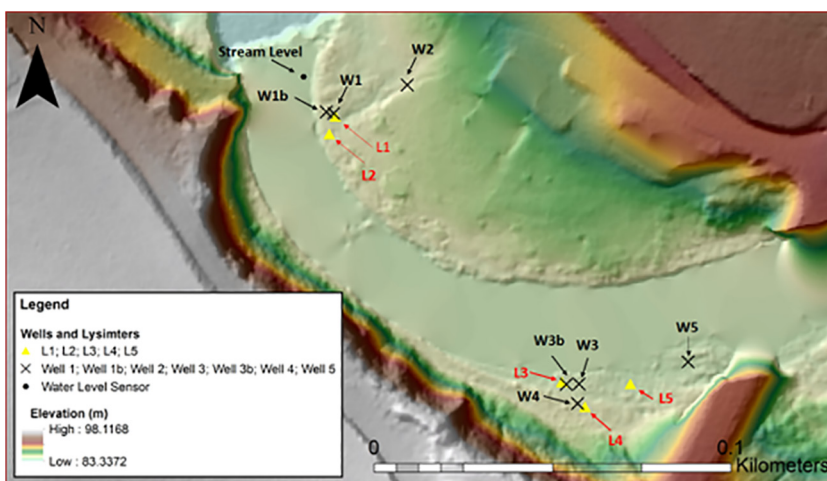 N
Stream Level
W2
W1b
W1
L1
L2
W5
W3b
W3
L3
W4
L5
L4
Legend
Wells and Lysimters
L1; L2; L3; L4; L5
Well 1; Well 1b; Well 2; Well 3; Well 3b; Well 4; Well 5
Water Level Sensor
Elevation (m)
High : 98.1168
Low : 83.3372
0
0.1
Kilometers